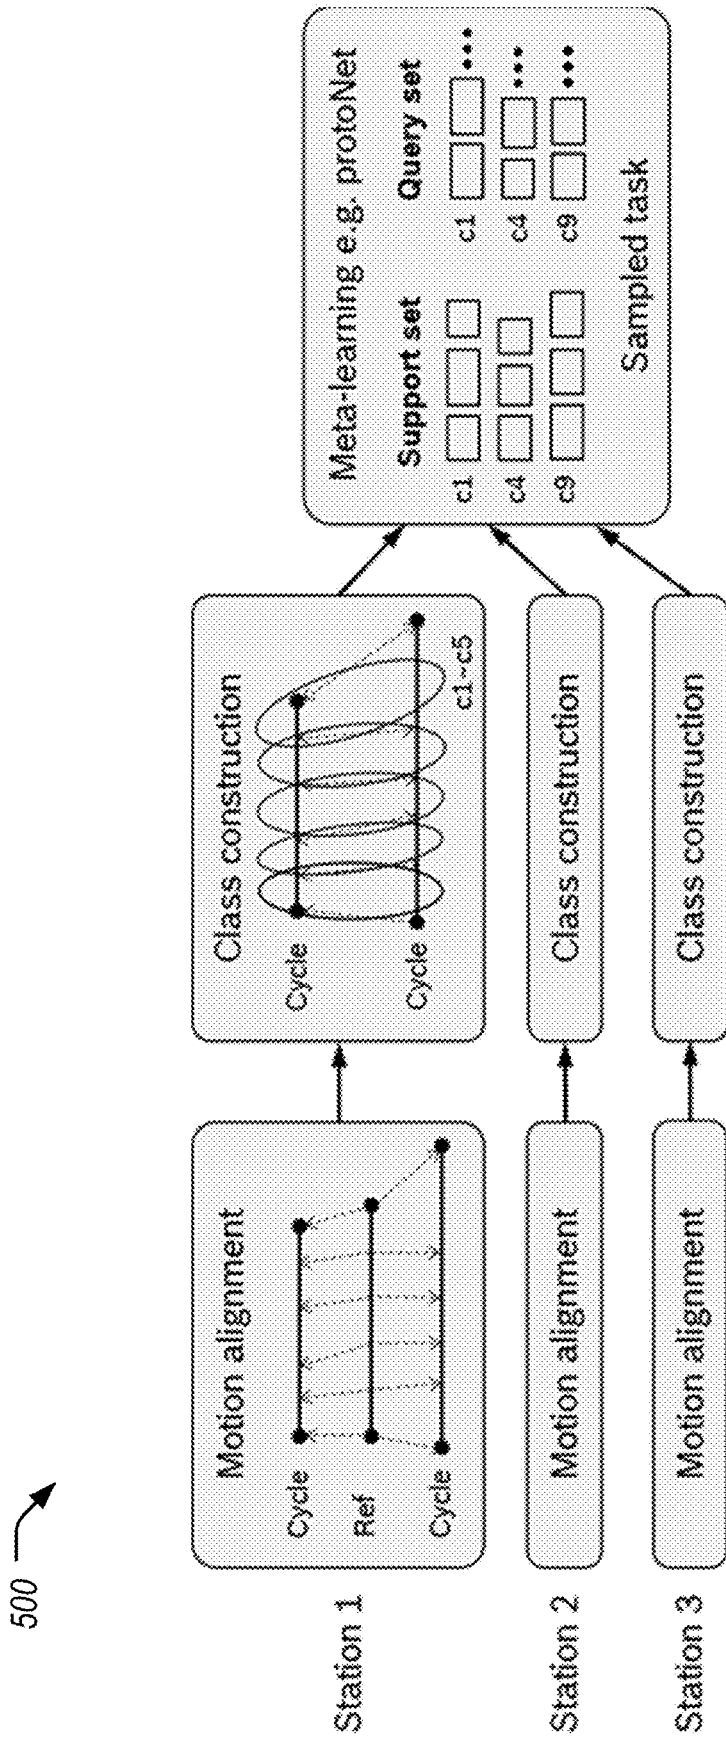 500
Station 1
Motion alignment
Cycle
Ref
Cycle
Class construction
Cycle
Cycle
c1~c5
Station 2
Motion alignment
Class construction
Station 3
Motion alignment
Class construction
Meta-learning e.g. protoNet
Support set
c1
c4
c9
Query set
c1
c4
c9
Sampled task